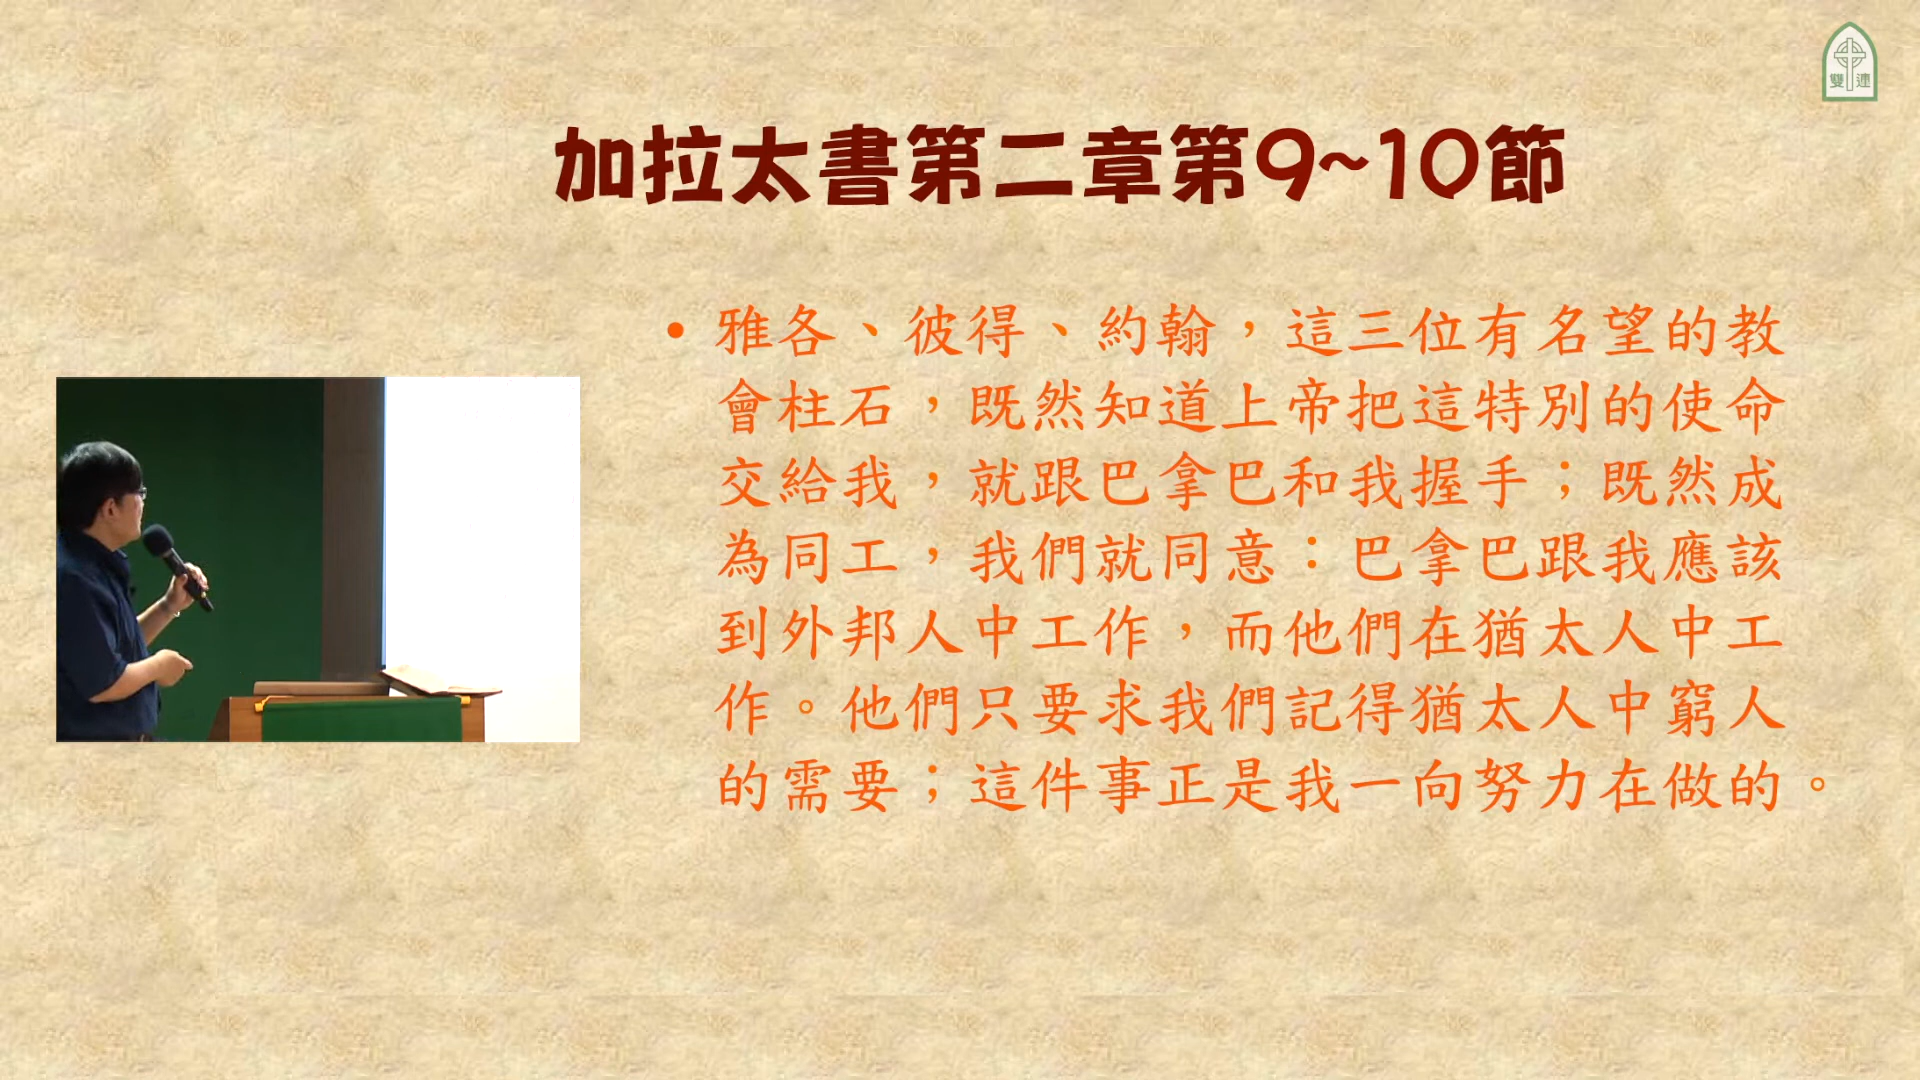 雙連
加拉太書第二章第9~10節
• 雅各、彼得、約翰，這三位有名望的教
會柱石，既然知道上帝把這特別的使命
交給我，就跟巴拿巴和我握手；既然成
為同工，我們就同意：巴拿巴跟我應該
到外邦人中工作，而他們在猶太人中工
作。他們只要求我們記得猶太人中窮人
的需要；這件事正是我一向努力在做的。